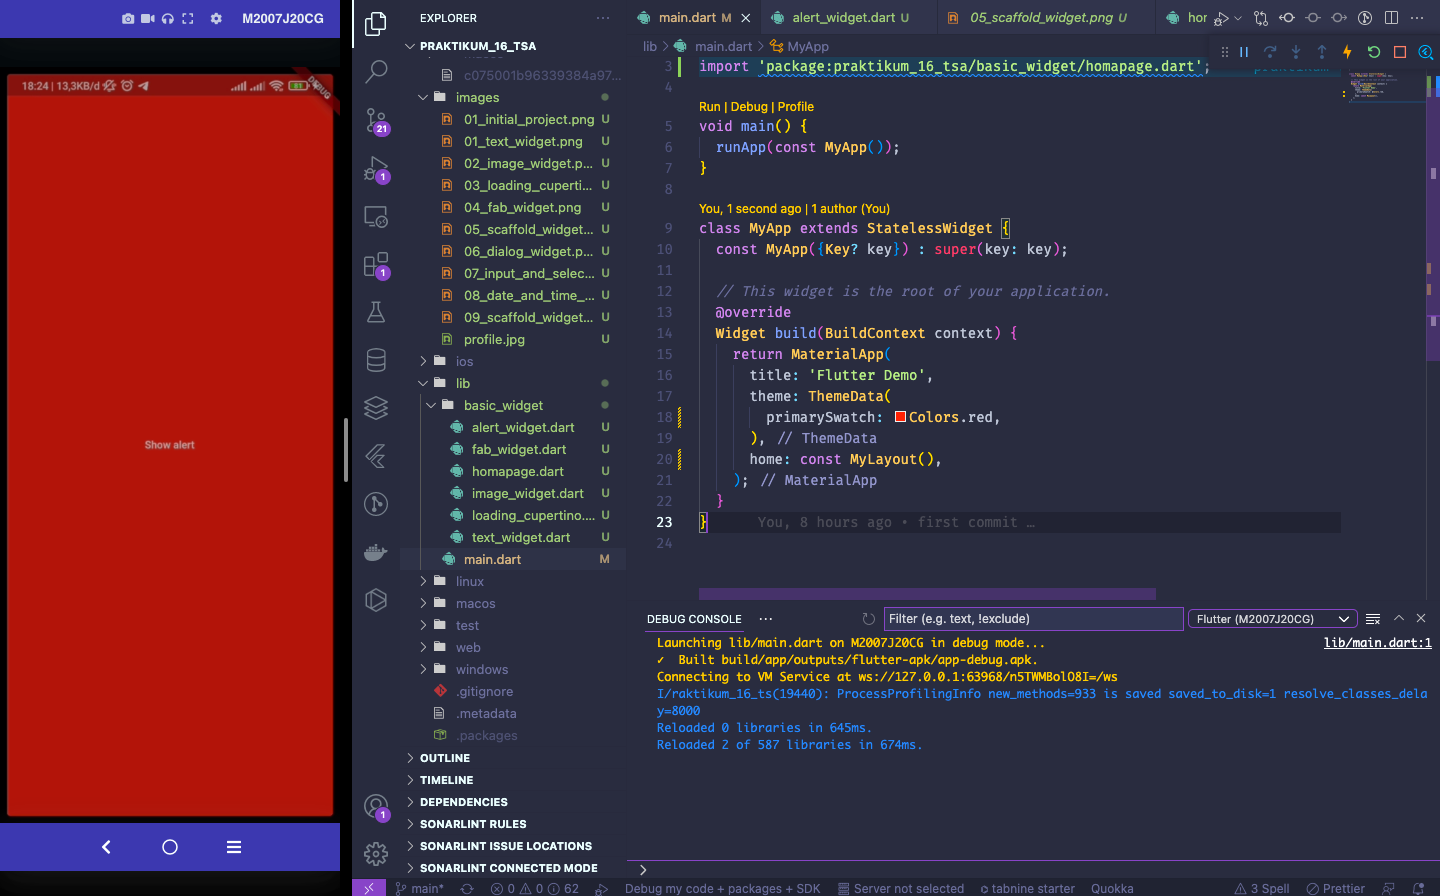 M2007J20CG
18:24 | 13,3KB/d
DEBUG
Show alert
EXPLORER
PRAKTIKUM_16_TSA
c075001b96339384a97...
images
01_initial_project.png U
01_text_widget.png U
02_image_widget.p... U
03_loading_cuperti... U
04_fab_widget.png U
05_scaffold_widget... U
06_dialog_widget.p... U
07_input_and_selec... U
08_date_and_time_... U
09_scaffold_widget... U
profile.jpg U
ios
lib
basic_widget
alert_widget.dart U
fab_widget.dart U
homapage.dart U
image_widget.dart U
loading_cupertino.... U
text_widget.dart U
main.dart M
linux
macos
test
web
windows
.gitignore
.metadata
.packages
OUTLINE
TIMELINE
DEPENDENCIES
SONARLINT RULES
SONARLINT ISSUE LOCATIONS
SONARLINT CONNECTED MODE
21
1
1
1
main.dart M
alert_widget.dart U
05_scaffold_widget.png U
hor
lib > main.dart > MyApp
3 import 'package:praktikum_16_tsa/basic_widget/homapage.dart';
4
Run | Debug | Profile
5 void main() {
6 runApp(const MyApp());
7 }
8
You, 1 second ago | 1 author (You)
9 class MyApp extends StatelessWidget {
10 const MyApp({Key? key}) : super(key: key);
11
12 // This widget is the root of your application.
13 @override
14 Widget build(BuildContext context) {
15 return MaterialApp(
16 title: 'Flutter Demo',
17 theme: ThemeData(
18 primarySwatch: Colors.red,
19 ), // ThemeData
20 home: const MyLayout(),
21 ); // MaterialApp
22 }
23 } You, 8 hours ago • first commit …
24
DEBUG CONSOLE ...
Filter (e.g. text, !exclude)
Flutter (M2007J20CG)
Launching lib/main.dart on M2007J20CG in debug mode...
lib/main.dart:1
✓ Built build/app/outputs/flutter-apk/app-debug.apk.
Connecting to VM Service at ws://127.0.0.1:63968/n5TWMBolO8I=/ws
I/raktikum_16_ts(19440): ProcessProfilingInfo new_methods=933 is saved saved_to_disk=1 resolve_classes_dela
y=8000
Reloaded 0 libraries in 645ms.
Reloaded 2 of 587 libraries in 674ms.
main* 0 0 62 Debug my code + packages + SDK Server not selected tabnine starter Quokka 3 Spell Prettier